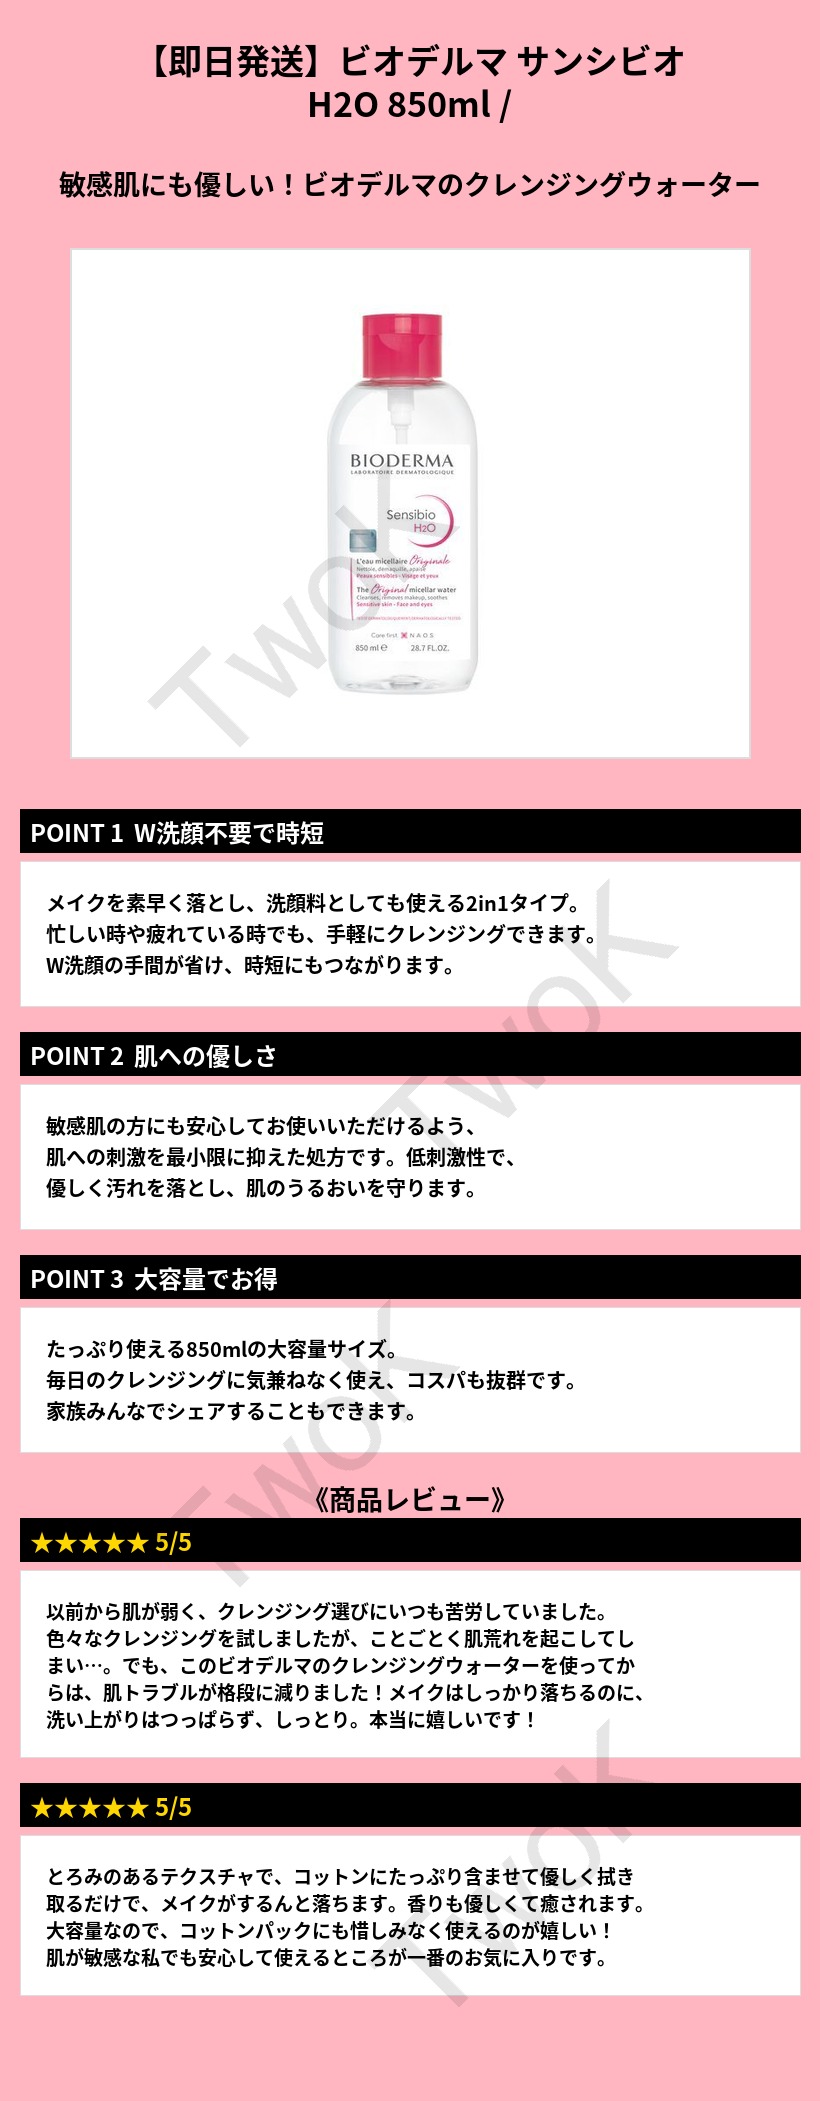 【即日発送】ビオデルマ サンシビオ
H2O 850ml /
敏感肌にも優しい！ビオデルマのクレンジングウォーター
BIODERMA
LABORATOIRE DERMATOLOGIQUE
Sensibio
H2O
L'eau micellaire Originale
Nettoie, démaquille, apaise
Peaux sensibles - Visage et yeux
The Original micellar water
Cleanses, removes makeup, soothes
Sensitive skin - Face and eyes
Care first NAOS
850 ml e 28.7 FL.OZ.
TwoK
POINT 1 W洗顔不要で時短
メイクを素早く落とし、洗顔料としても使える2in1タイプ。
忙しい時や疲れている時でも、手軽にクレンジングできます。
W洗顔の手間が省け、時短にもつながります。
TwoK
POINT 2 肌への優しさ
敏感肌の方にも安心してお使いいただけるよう、
肌への刺激を最小限に抑えた処方です。低刺激性で、
優しく汚れを落とし、肌のうるおいを守ります。
POINT 3 大容量でお得
たっぷり使える850mlの大容量サイズ。
毎日のクレンジングに気兼ねなく使え、コスパも抜群です。
家族みんなでシェアすることもできます。
TwoK
《商品レビュー》
★★★★★ 5/5
以前から肌が弱く、クレンジング選びにいつも苦労していました。
色々なクレンジングを試しましたが、ことごとく肌荒れを起こしてし
まい…。でも、このビオデルマのクレンジングウォーターを使ってか
らは、肌トラブルが格段に減りました！メイクはしっかり落ちるのに、
洗い上がりはつっぱらず、しっとり。本当に嬉しいです！
★★★★★ 5/5
とろみのあるテクスチャで、コットンにたっぷり含ませて優しく拭き
取るだけで、メイクがするんと落ちます。香りも優しくて癒されます。
大容量なので、コットンパックにも惜しみなく使えるのが嬉しい！
肌が敏感な私でも安心して使えるところが一番のお気に入りです。
TwoK